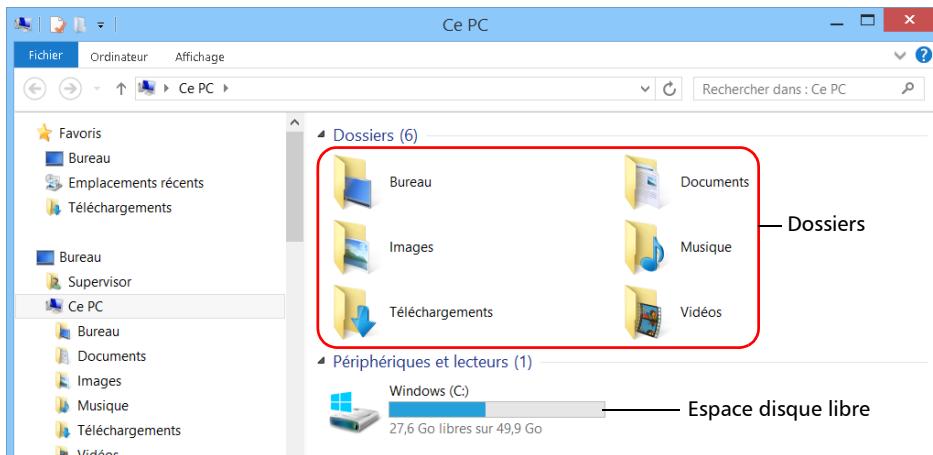 Ce PC
Fichier
Ordinateur
Affichage
?
Ce PC
Rechercher dans : Ce PC
Favoris
Bureau
Emplacements récents
Téléchargements
Bureau
Supervisor
Ce PC
Bureau
Documents
Images
Musique
Téléchargements
Vidéos
Dossiers (6)
Bureau
Documents
Images
Musique
Téléchargements
Vidéos
Dossiers
Périphériques et lecteurs (1)
Windows (C:)
27,6 Go libres sur 49,9 Go
Espace disque libre